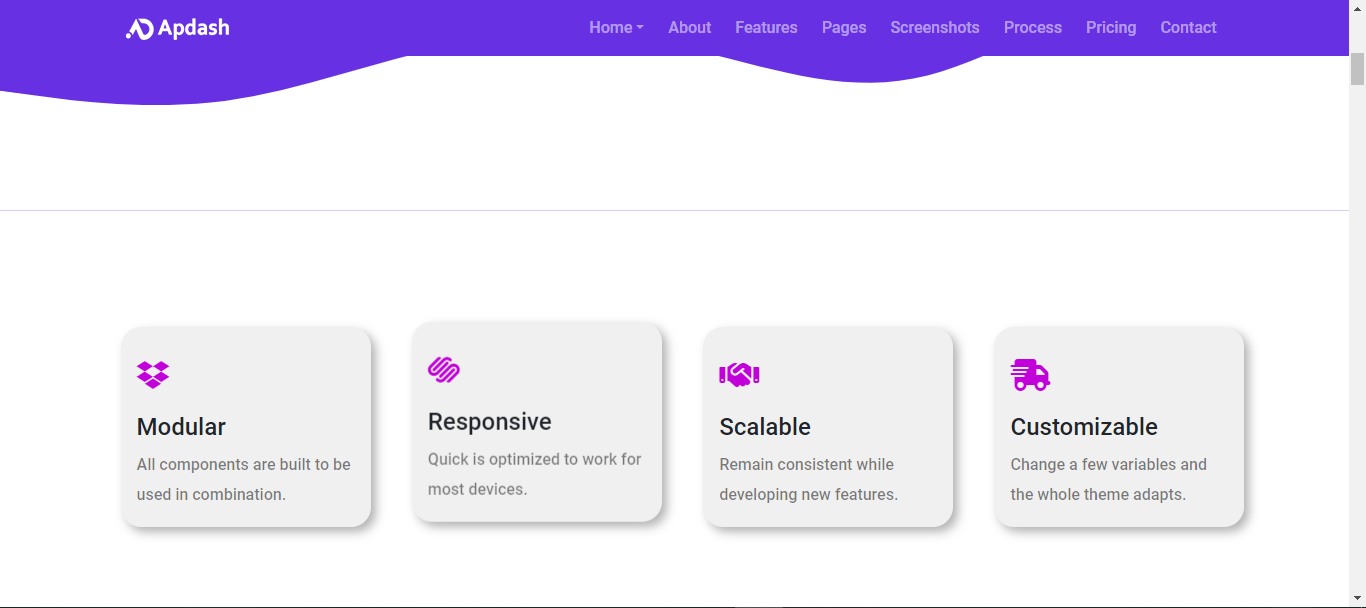 Apdash
Home
About
Features
Pages
Screenshots
Process
Pricing
Contact
Modular
All components are built to be
used in combination.
Responsive
Quick is optimized to work for
most devices.
Scalable
Remain consistent while
developing new features.
Customizable
Change a few variables and
the whole theme adapts.